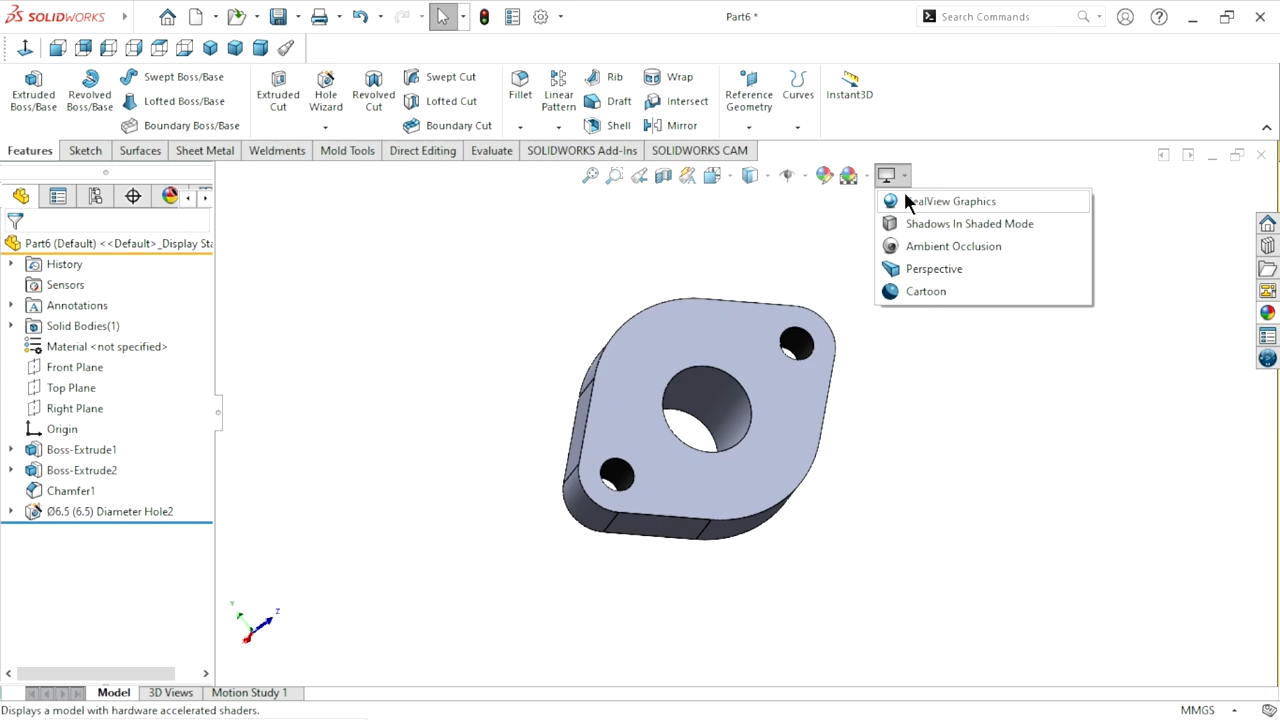 SOLIDWORKS
Part6 *
Search Commands
Extruded Boss/Base
Revolved Boss/Base
Swept Boss/Base
Lofted Boss/Base
Boundary Boss/Base
Extruded Cut
Hole Wizard
Revolved Cut
Swept Cut
Lofted Cut
Boundary Cut
Fillet
Linear Pattern
Rib
Draft
Shell
Wrap
Intersect
Mirror
Reference Geometry
Curves
Instant3D
Features
Sketch
Surfaces
Sheet Metal
Weldments
Mold Tools
Direct Editing
Evaluate
SOLIDWORKS Add-Ins
SOLIDWORKS CAM
Part6 (Default) <<Default>_Display Sta
History
Sensors
Annotations
Solid Bodies(1)
Material <not specified>
Front Plane
Top Plane
Right Plane
Origin
Boss-Extrude1
Boss-Extrude2
Chamfer1
Ø6.5 (6.5) Diameter Hole2
ealView Graphics
Shadows In Shaded Mode
Ambient Occlusion
Perspective
Cartoon
Y
Z
Model
3D Views
Motion Study 1
Displays a model with hardware accelerated shaders.
MMGS